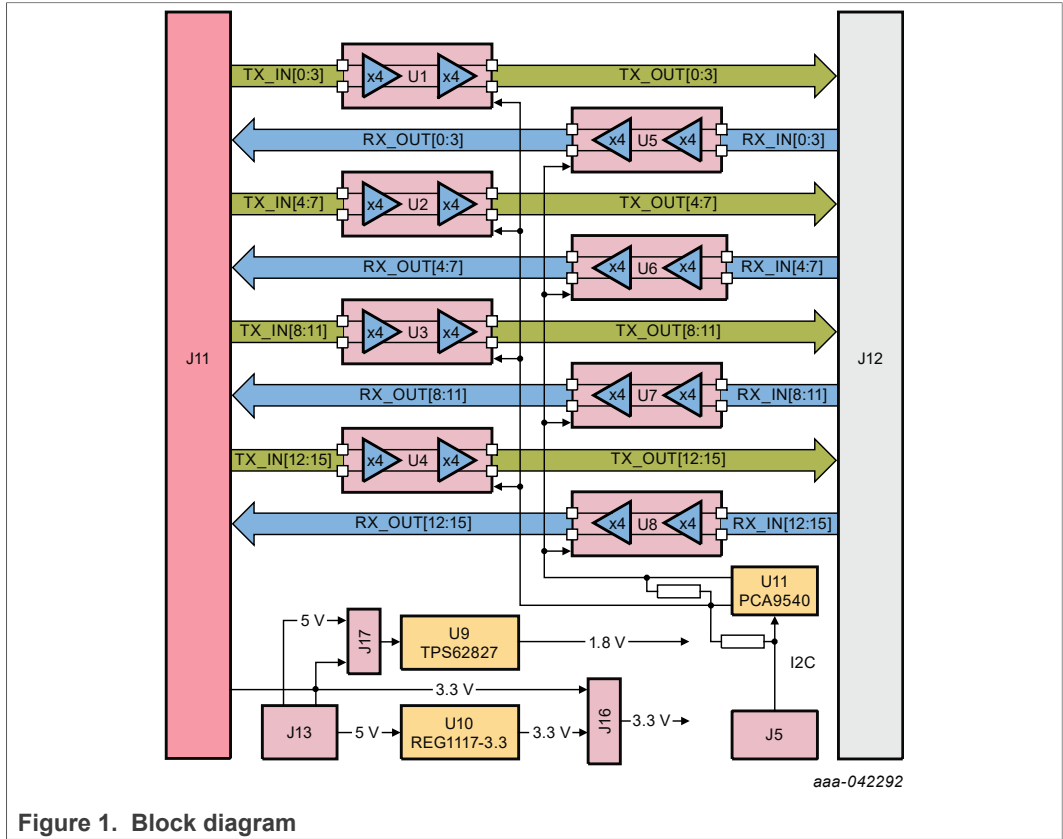 TX_IN[0:3]
x4
U1
x4
TX_OUT[0:3]
RX_OUT[0:3]
x4
U5
x4
RX_IN[0:3]
TX_IN[4:7]
x4
U2
x4
TX_OUT[4:7]
RX_OUT[4:7]
x4
U6
x4
RX_IN[4:7]
TX_IN[8:11]
x4
U3
x4
TX_OUT[8:11]
J11
J12
RX_OUT[8:11]
x4
U7
x4
RX_IN[8:11]
TX_IN[12:15]
x4
U4
x4
TX_OUT[12:15]
RX_OUT[12:15]
x4
U8
x4
RX_IN[12:15]
U11
PCA9540
5 V
J17
U9
TPS62827
1.8 V
I2C
3.3 V
J13
5 V
U10
REG1117-3.3
3.3 V
J16
3.3 V
J5
aaa-042292
Figure 1. Block diagram